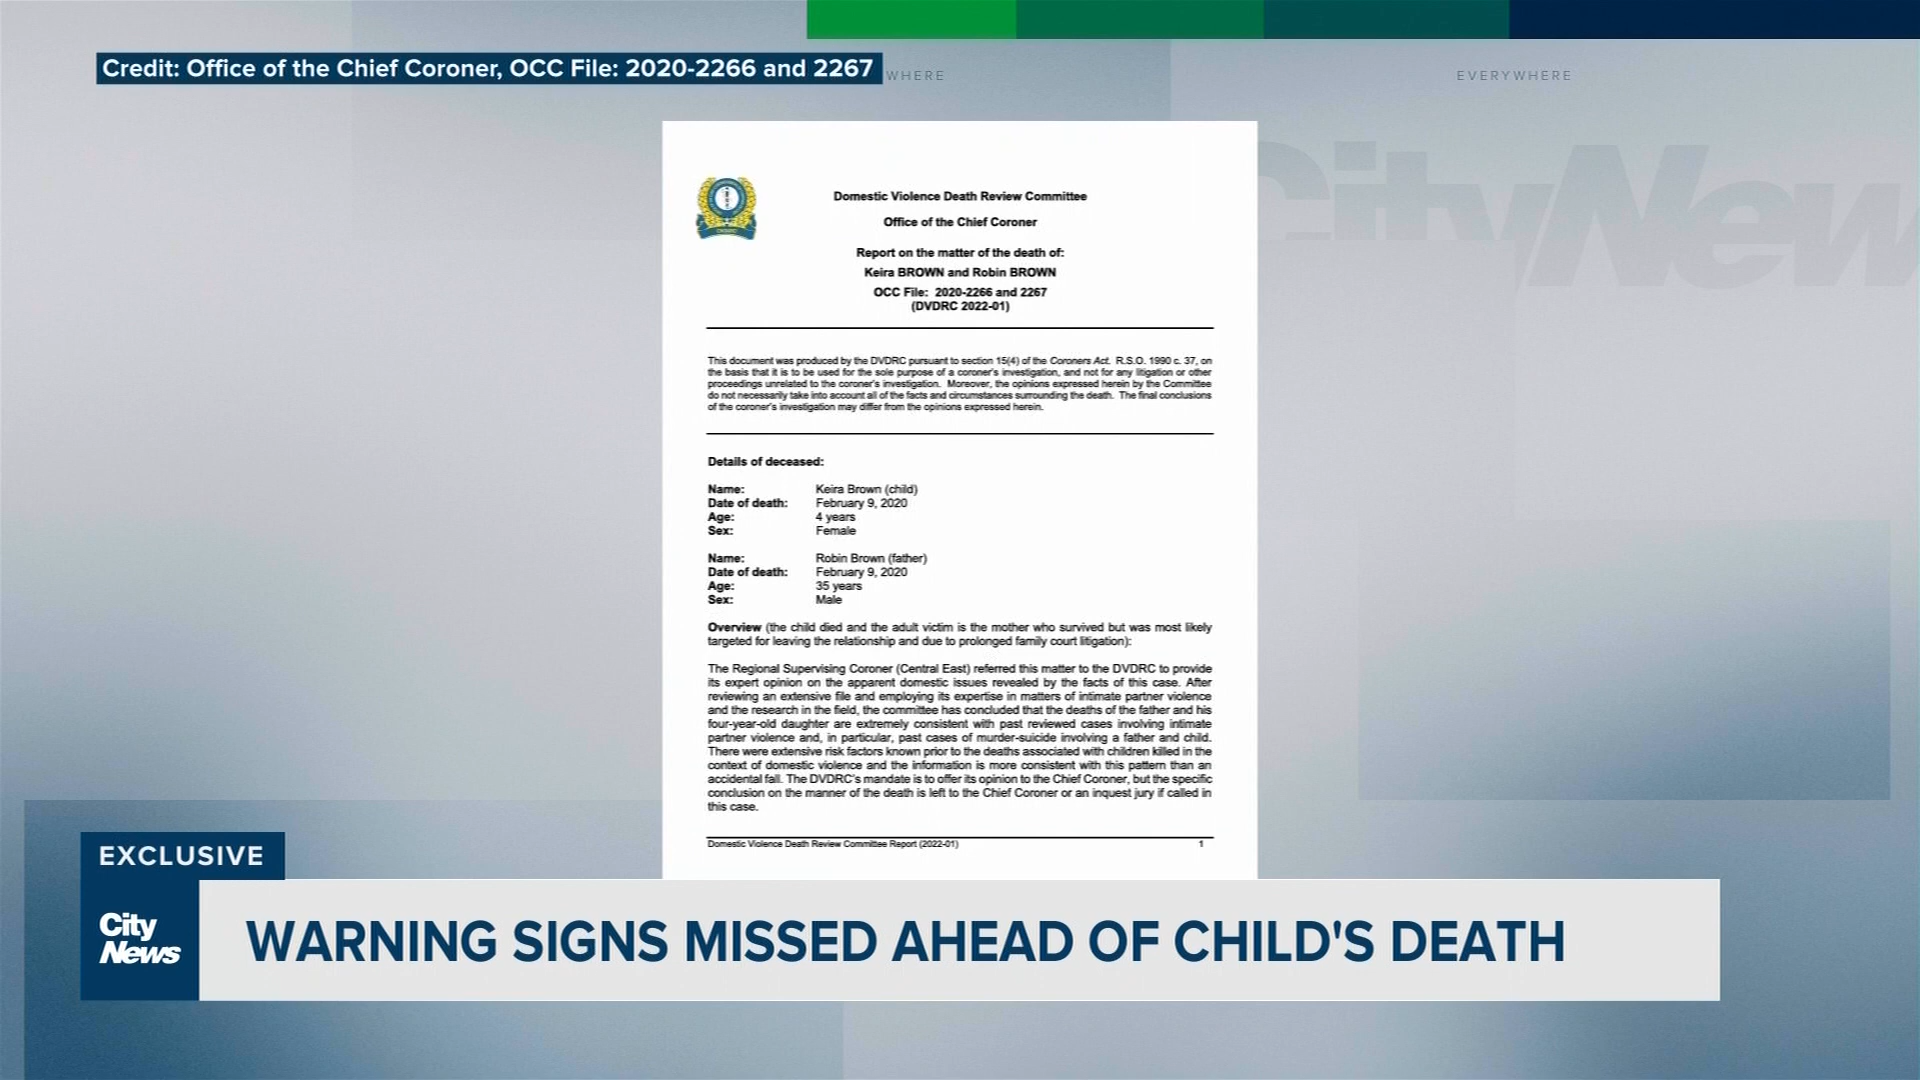 Credit: Office of the Chief Coroner, OCC File: 2020-2266 and 2267
WHERE
EVERYWHERE
CityNew
Domestic Violence Death Review Committee
Office of the Chief Coroner
Report on the matter of the death of:
Keira BROWN and Robin BROWN
OCC File: 2020-2266 and 2267
(DVDRC 2022-01)
This document was produced by the DVDRC pursuant to section 15(4) of the Coroners Act. R.S.O. 1990 c. 37, on
the basis that it is to be used for the sole purpose of a coroner's investigation, and not for any litigation or other
proceedings unrelated to the coroner's investigation. Moreover, the opinions expressed herein by the Committee
do not necessarily take into account all of the facts and circumstances surrounding the death. The final conclusions
of the coroner's investigation may differ from the opinions expressed herein.
Details of deceased:
Name: Keira Brown (child)
Date of death: February 9, 2020
Age: 4 years
Sex: Female
Name: Robin Brown (father)
Date of death: February 9, 2020
Age: 35 years
Sex: Male
Overview (the child died and the adult victim is the mother who survived but was most likely
targeted for leaving the relationship and due to prolonged family court litigation):
The Regional Supervising Coroner (Central East) referred this matter to the DVDRC to provide
its expert opinion on the apparent domestic issues revealed by the facts of this case. After
reviewing an extensive file and employing its expertise in matters of intimate partner violence
and the research in the field, the committee has concluded that the deaths of the father and his
four-year-old daughter are extremely consistent with past reviewed cases involving intimate
partner violence and, in particular, past cases of murder-suicide involving a father and child.
There were extensive risk factors known prior to the deaths associated with children killed in the
context of domestic violence and the information is more consistent with this pattern than an
accidental fall. The DVDRC's mandate is to offer its opinion to the Chief Coroner, but the specific
conclusion on the manner of the death is left to the Chief Coroner or an inquest jury if called in
this case.
Domestic Violence Death Review Committee Report (2022-01) 1
EXCLUSIVE
City
News
WARNING SIGNS MISSED AHEAD OF CHILD'S DEATH